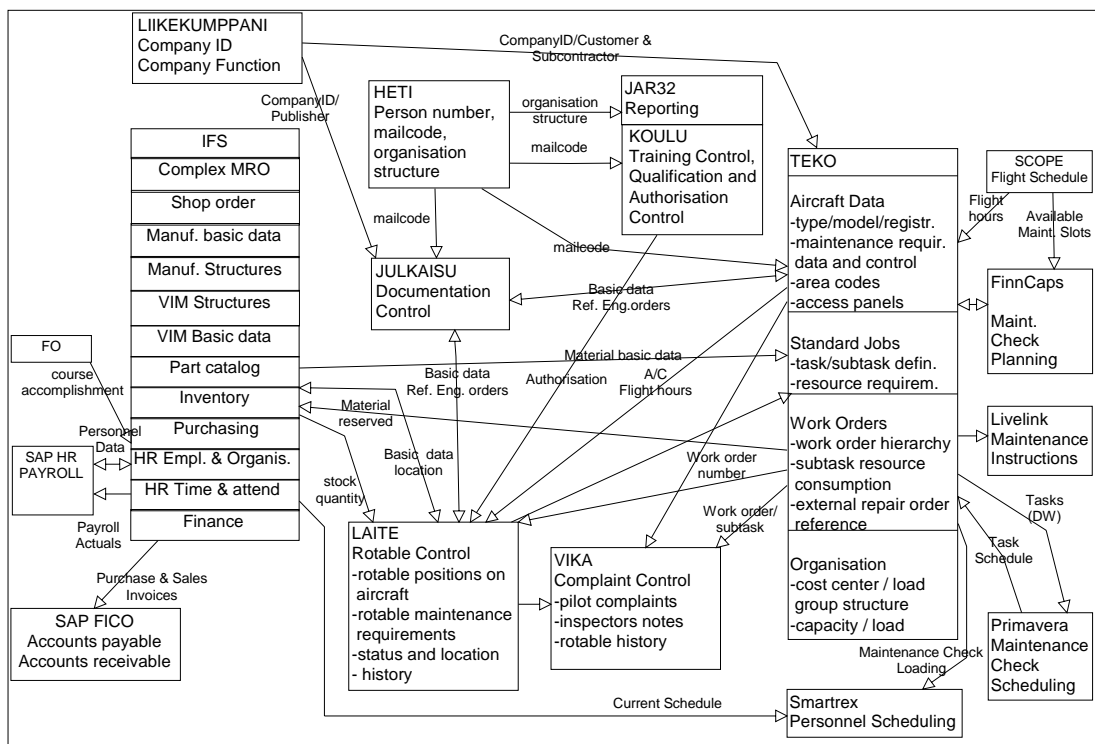 LIIKEKUMPPANI
Company ID
Company Function
CompanyID/Customer &
Subcontractor
CompanyID/
Publisher
HETI
Person number,
mailcode,
organisation
structure
organisation
structure
mailcode
JAR32
Reporting
KOULU
Training Control,
Qualification and
Authorisation
Control
mailcode
mailcode
IFS
Complex MRO
Shop order
Manuf. basic data
Manuf. Structures
VIM Structures
VIM Basic data
Part catalog
Inventory
Purchasing
HR Empl. & Organis.
HR Time & attend
Finance
FO
course
accomplishment
Personnel
Data
SAP HR
PAYROLL
Payroll
Actuals
Purchase & Sales
Invoices
SAP FICO
Accounts payable
Accounts receivable
JULKAISU
Documentation
Control
Basic data
Ref. Eng.orders
Material basic data
Basic data
Ref. Eng. orders
Authorisation
A/C
Flight hours
Material
reserved
Basic data
location
stock
quantity
Work order
number
Work order/
subtask
LAITE
Rotable Control
-rotable positions on
aircraft
-rotable maintenance
requirements
-status and location
- history
VIKA
Complaint Control
-pilot complaints
-inspectors notes
-rotable history
TEKO
Aircraft Data
-type/model/registr.
-maintenance requir.
data and control
-area codes
-access panels
Standard Jobs
-task/subtask defin.
-resource requirem.
Work Orders
-work order hierarchy
-subtask resource
consumption
-external repair order
reference
Organisation
-cost center / load
group structure
-capacity / load
SCOPE
Flight Schedule
Flight
hours
Available
Maint. Slots
FinnCaps
Maint.
Check
Planning
Livelink
Maintenance
Instructions
Tasks
(DW)
Task
Schedule
Primavera
Maintenance
Check
Scheduling
Maintenance Check
Loading
Current Schedule
Smartrex
Personnel Scheduling